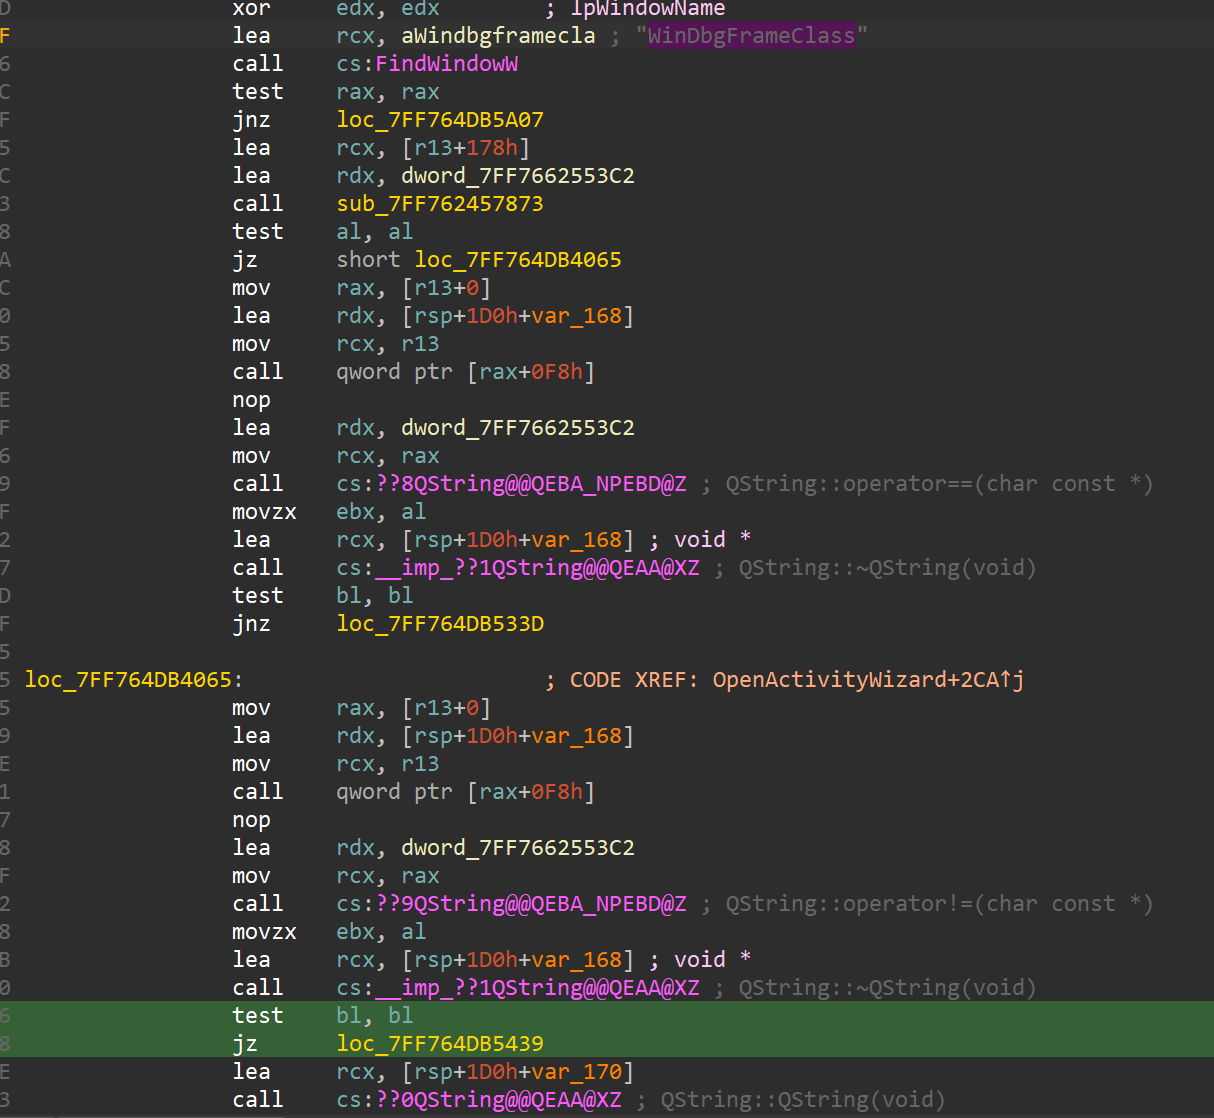 D xor edx, edx ; lpWindowName
F lea rcx, aWindbgframecla ; "WinDbgFrameClass"
6 call cs:FindWindowW
C test rax, rax
F jnz loc_7FF764DB5A07
5 lea rcx, [r13+178h]
C lea rdx, dword_7FF7662553C2
3 call sub_7FF762457873
8 test al, al
A jz short loc_7FF764DB4065
C mov rax, [r13+0]
0 lea rdx, [rsp+1D0h+var_168]
5 mov rcx, r13
8 call qword ptr [rax+0F8h]
E nop
F lea rdx, dword_7FF7662553C2
6 mov rcx, rax
9 call cs:??8QString@@QEBA_NPEBD@Z ; QString::operator==(char const *)
F movzx ebx, al
2 lea rcx, [rsp+1D0h+var_168] ; void *
7 call cs:__imp_??1QString@@QEAA@XZ ; QString::~QString(void)
D test bl, bl
F jnz loc_7FF764DB533D
5
5 loc_7FF764DB4065: ; CODE XREF: OpenActivityWizard+2CA↑j
5 mov rax, [r13+0]
9 lea rdx, [rsp+1D0h+var_168]
E mov rcx, r13
1 call qword ptr [rax+0F8h]
7 nop
8 lea rdx, dword_7FF7662553C2
F mov rcx, rax
2 call cs:??9QString@@QEBA_NPEBD@Z ; QString::operator!=(char const *)
8 movzx ebx, al
B lea rcx, [rsp+1D0h+var_168] ; void *
0 call cs:__imp_??1QString@@QEAA@XZ ; QString::~QString(void)
6 test bl, bl
8 jz loc_7FF764DB5439
E lea rcx, [rsp+1D0h+var_170]
3 call cs:??0QString@@QEAA@XZ ; QString::QString(void)